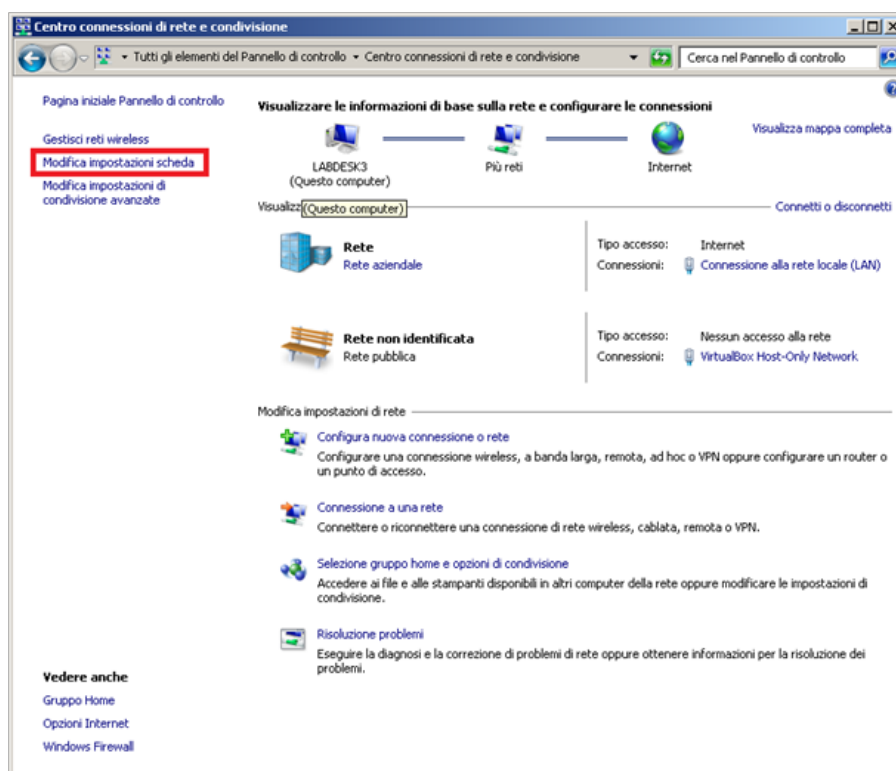 Centro connessioni di rete e condivisione
Tutti gli elementi del Pannello di controllo Centro connessioni di rete e condivisione
Cerca nel Pannello di controllo
Pagina iniziale Pannello di controllo
Gestisci reti wireless
Modifica impostazioni scheda
Modifica impostazioni di
condivisione avanzate
Visualizzare le informazioni di base sulla rete e configurare le connessioni
Visualizza mappa completa
LABDESK3
(Questo computer)
Più reti
Internet
(Questo computer)
Connetti o disconnetti
Rete
Rete aziendale
Tipo accesso: Internet
Connessioni: Connessione alla rete locale (LAN)
Rete non identificata
Rete pubblica
Tipo accesso: Nessun accesso alla rete
Connessioni: VirtualBox Host-Only Network
Modifica impostazioni di rete
Configura nuova connessione o rete
Configurare una connessione wireless, a banda larga, remota, ad hoc o VPN oppure configurare un router o
un punto di accesso.
Connessione a una rete
Connettere o riconnettere una connessione di rete wireless, cablata, remota o VPN.
Selezione gruppo home e opzioni di condivisione
Accedere ai file e alle stampanti disponibili in altri computer della rete oppure modificare le impostazioni di
condivisione.
Risoluzione problemi
Eseguire la diagnosi e la correzione di problemi di rete oppure ottenere informazioni per la risoluzione dei
problemi.
Vedere anche
Gruppo Home
Opzioni Internet
Windows Firewall